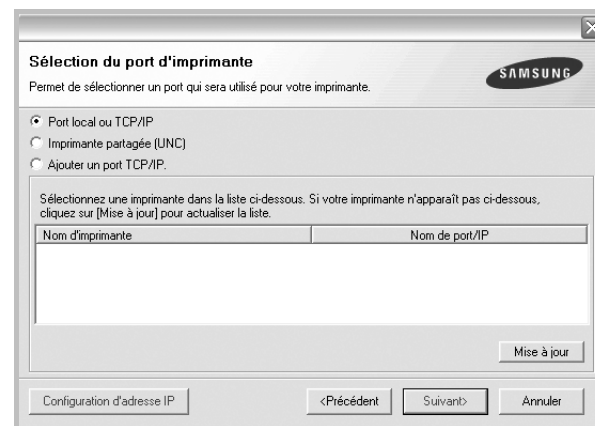 Sélection du port d'imprimante
Permet de sélectionner un port qui sera utilisé pour votre imprimante.
SAMSUNG
Port local ou TCP/IP
Imprimante partagée (UNC)
Ajouter un port TCP/IP.
Sélectionnez une imprimante dans la liste ci-dessous. Si votre imprimante n'apparaît pas ci-dessous,
cliquez sur [Mise à jour] pour actualiser la liste.
Nom d'imprimante Nom de port/IP
Mise à jour
Configuration d'adresse IP <Précédent Suivant> Annuler